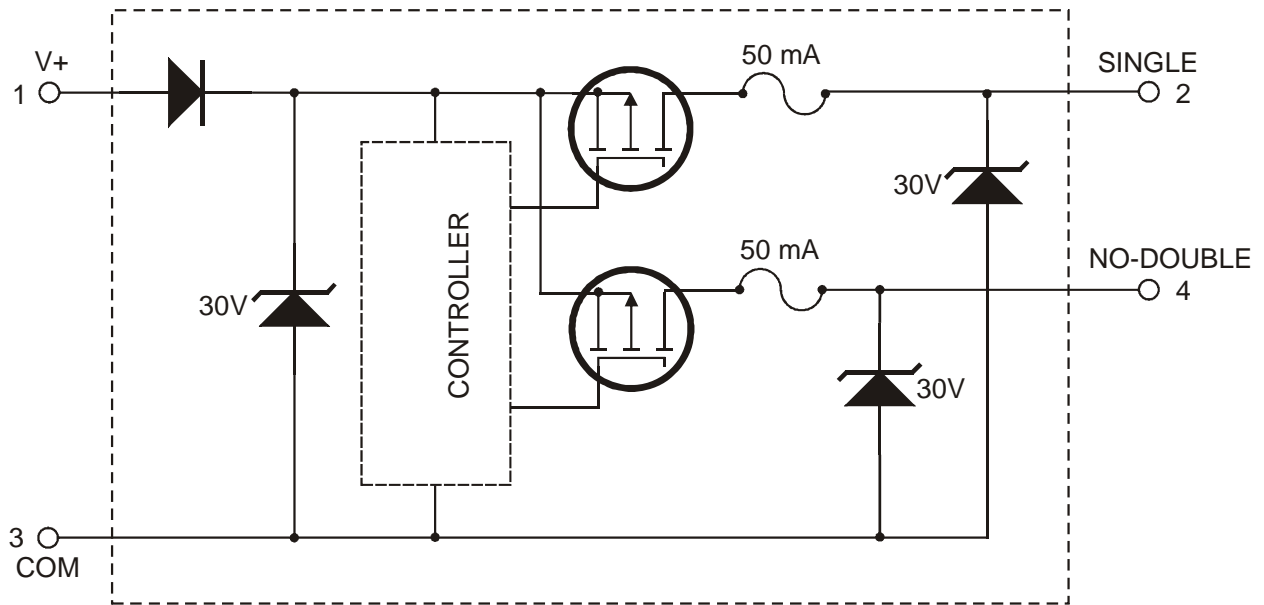 V+
1
50 mA
SINGLE
2
30V
CONTROLLER
50 mA
NO-DOUBLE
4
30V
30V
3
COM